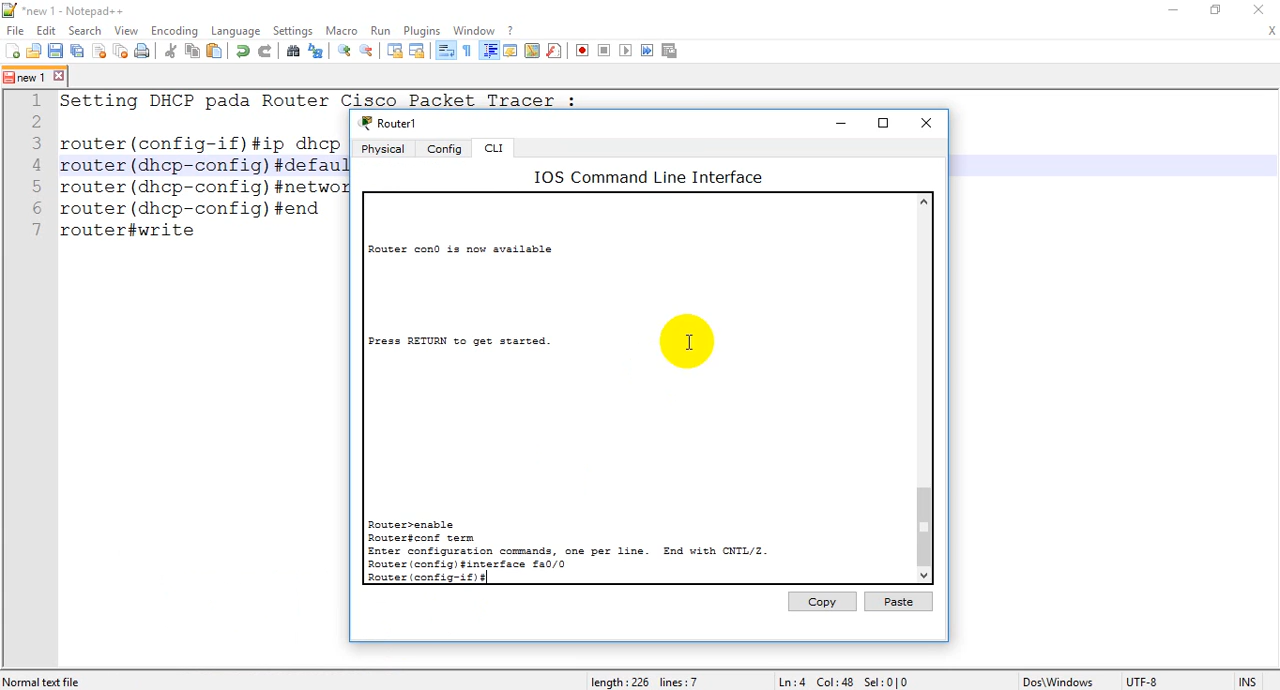 *new 1 - Notepad++
File Edit Search View Encoding Language Settings Macro Run Plugins Window ? X
new 1
1 Setting DHCP pada Router Cisco Packet Tracer :
2
3 router(config-if)#ip dhcp
4 router(dhcp-config)#defaul
5 router(dhcp-config)#networ
6 router(dhcp-config)#end
7 router#write
Router1
Physical Config CLI
IOS Command Line Interface
Router con0 is now available
Press RETURN to get started.
Router>enable
Router#conf term
Enter configuration commands, one per line. End with CNTL/Z.
Router(config)#interface fa0/0
Router(config-if)#
Copy Paste
Normal text file length : 226 lines : 7 Ln : 4 Col : 48 Sel : 0 | 0 Dos\Windows UTF-8 INS